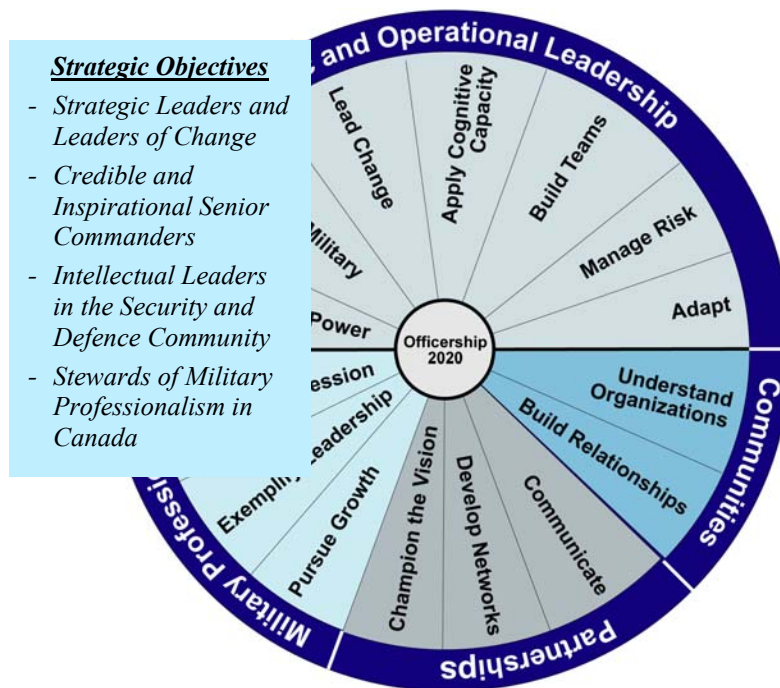 Strategic Objectives
- Strategic Leaders and
Leaders of Change
- Credible and
Inspirational Senior
Commanders
- Intellectual Leaders
in the Security and
Defence Community
- Stewards of Military
Professionalism in
Canada
and Operational Leadership
Military
Lead Change
Apply Cognitive
Capacity
Build Teams
Manage Risk
Adapt
Power
Officership
2020
Understand
Organizations
Build Relationships
Communities
Communicate
Develop Networks
Champion the Vision
Partnerships
Pursue Growth
Leadership
Military